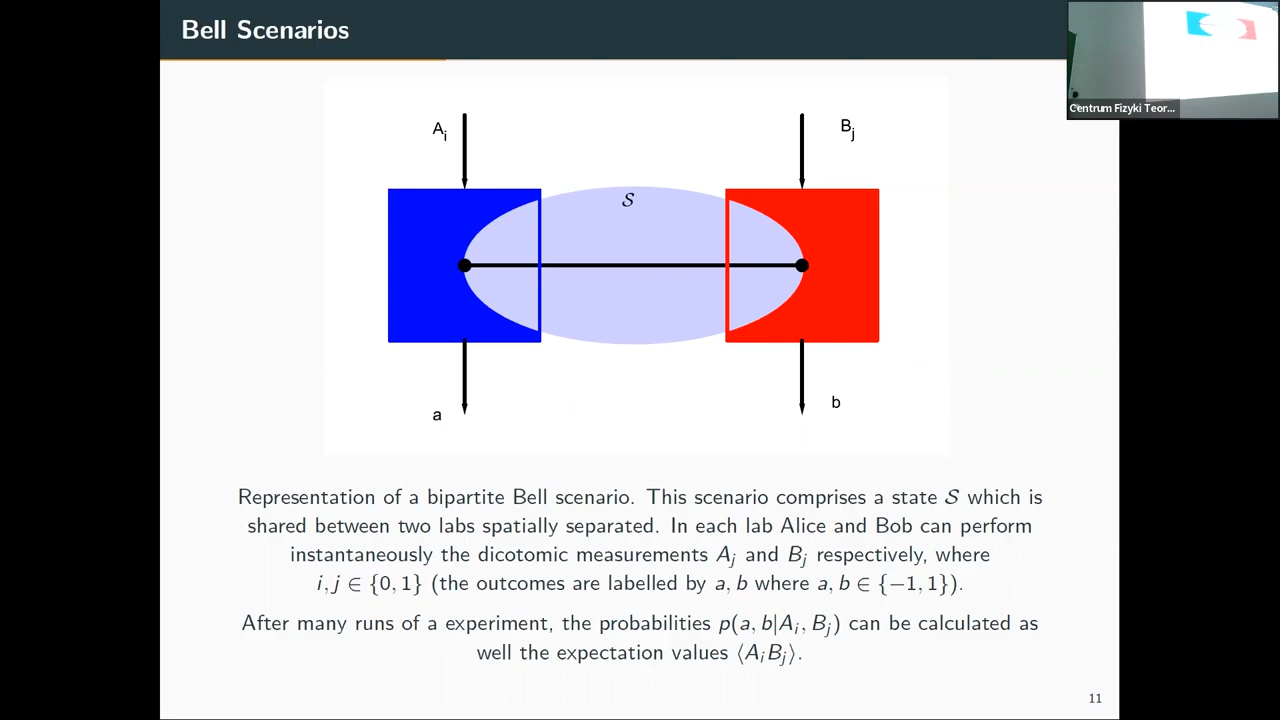 Bell Scenarios
Centrum Fizyki Teor...
A_i
B_j
𝒮
a
b
Representation of a bipartite Bell scenario. This scenario comprises a state 𝒮 which is
shared between two labs spatially separated. In each lab Alice and Bob can perform
instantaneously the dicotomic measurements A_j and B_j respectively, where
i, j ∈ {0, 1} (the outcomes are labelled by a, b where a, b ∈ {−1, 1}).
After many runs of a experiment, the probabilities p(a, b|A_i, B_j) can be calculated as
well the expectation values ⟨A_iB_j⟩.
11